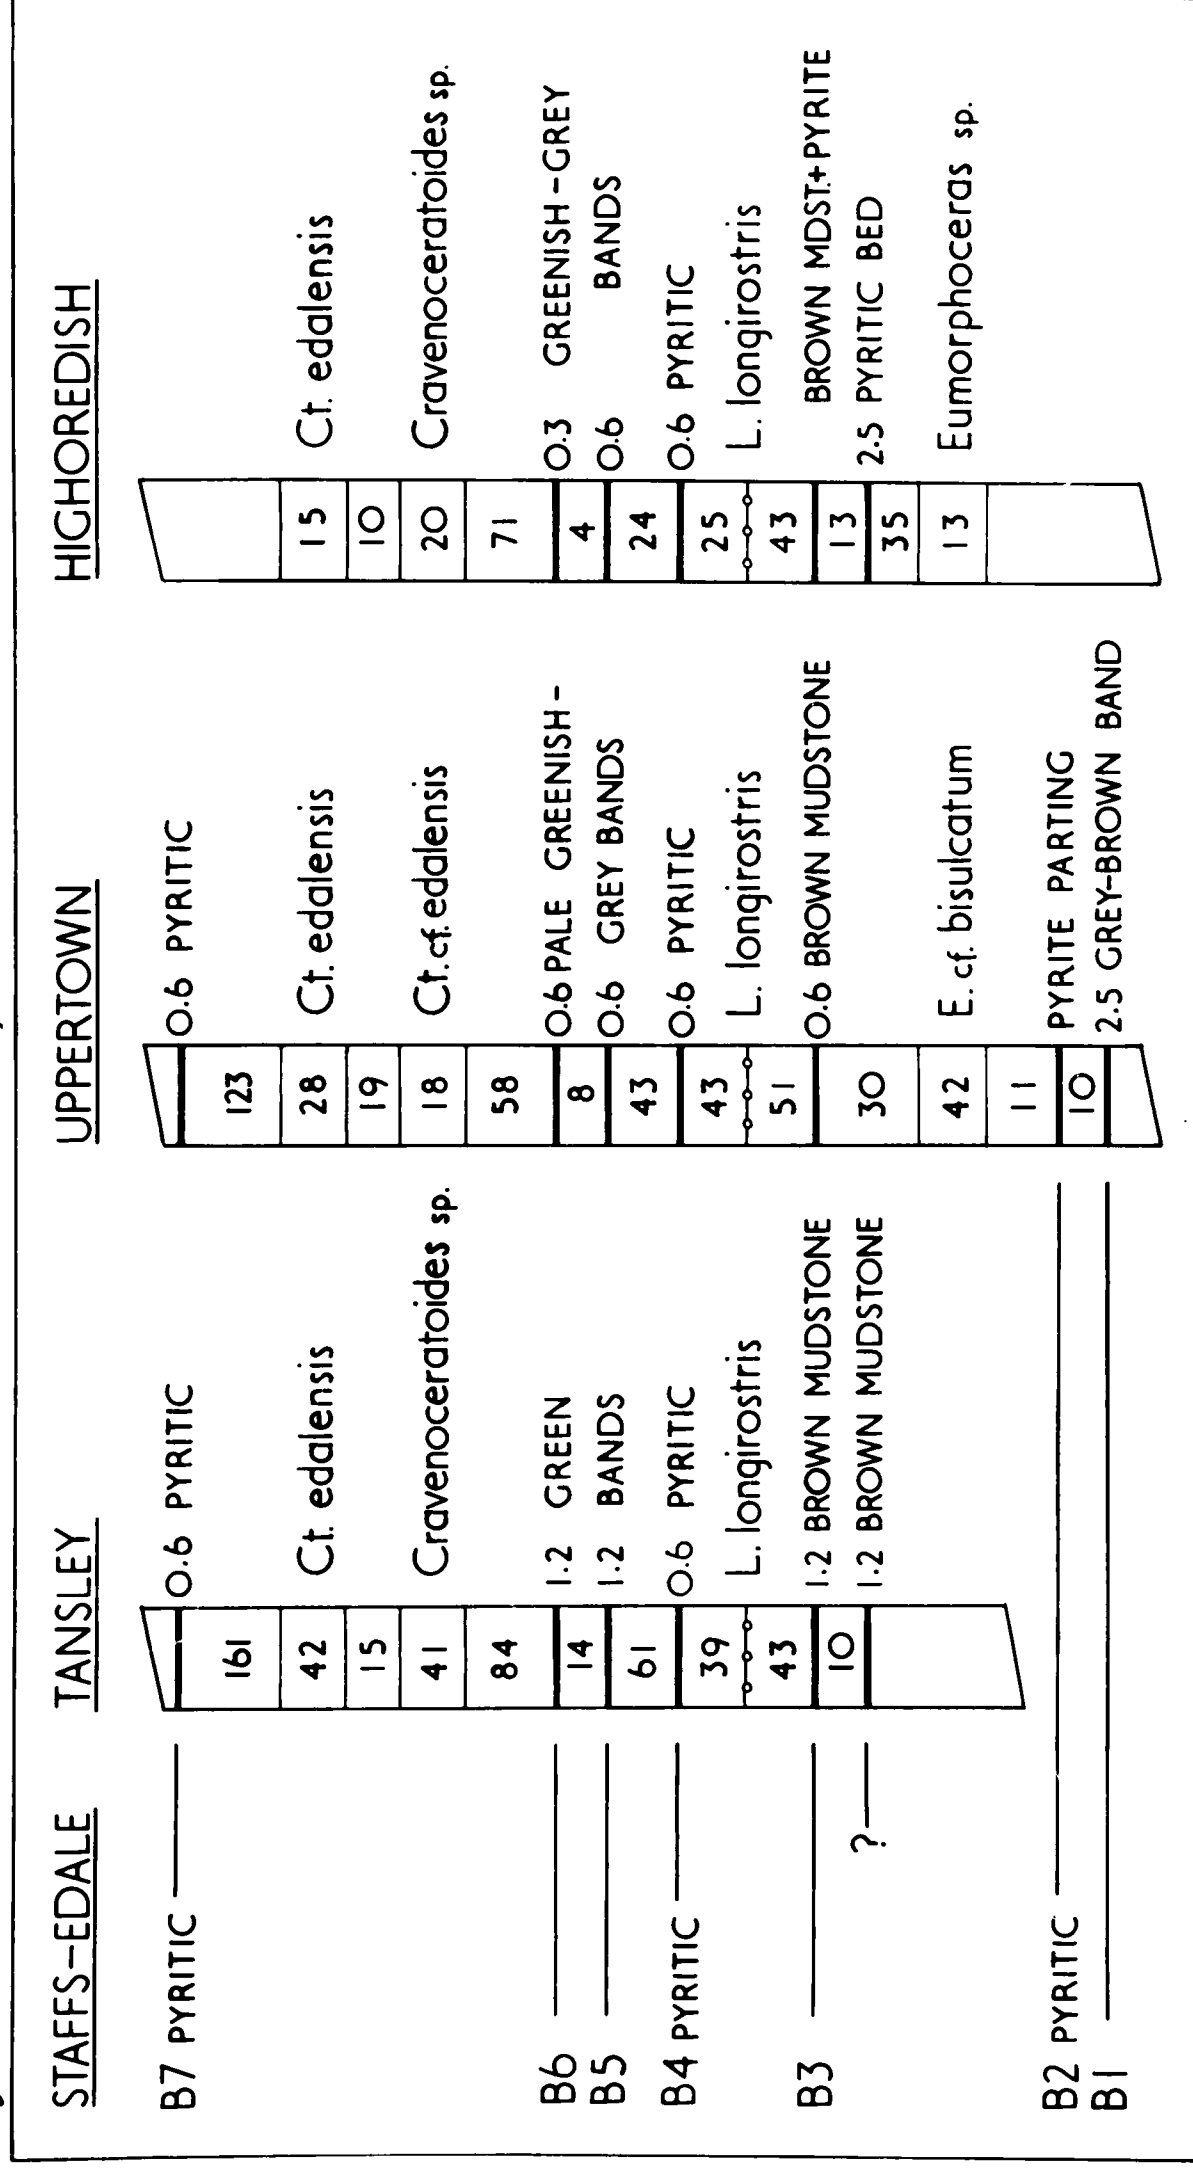 STAFFS-EDALE
B7 PYRITIC
B6
B5
B4 PYRITIC
B3
?
B2 PYRITIC
B1
TANSLEY
0.6 PYRITIC
161
42
Ct. edalensis
15
41
Cravenoceratoides sp.
84
1.2 GREEN
14
1.2 BANDS
61
0.6 PYRITIC
39
L. longirostris
43
1.2 BROWN MUDSTONE
10
1.2 BROWN MUDSTONE
UPPERTOWN
0.6 PYRITIC
123
28
Ct. edalensis
19
18
Ct. cf. edalensis
58
0.6 PALE GREENISH-
8
0.6 GREY BANDS
43
0.6 PYRITIC
43
L. longirostris
51
0.6 BROWN MUDSTONE
30
42
E. cf. bisulcatum
11
PYRITE PARTING
10
2.5 GREY-BROWN BAND
HIGHOREDISH
15
Ct. edalensis
10
20
Cravenoceratoides sp.
71
0.3 GREENISH-GREY
4
0.6 BANDS
24
0.6 PYRITIC
25
L. longirostris
43
BROWN MDST.+PYRITE
13
2.5 PYRITIC BED
35
13
Eumorphoceras sp.